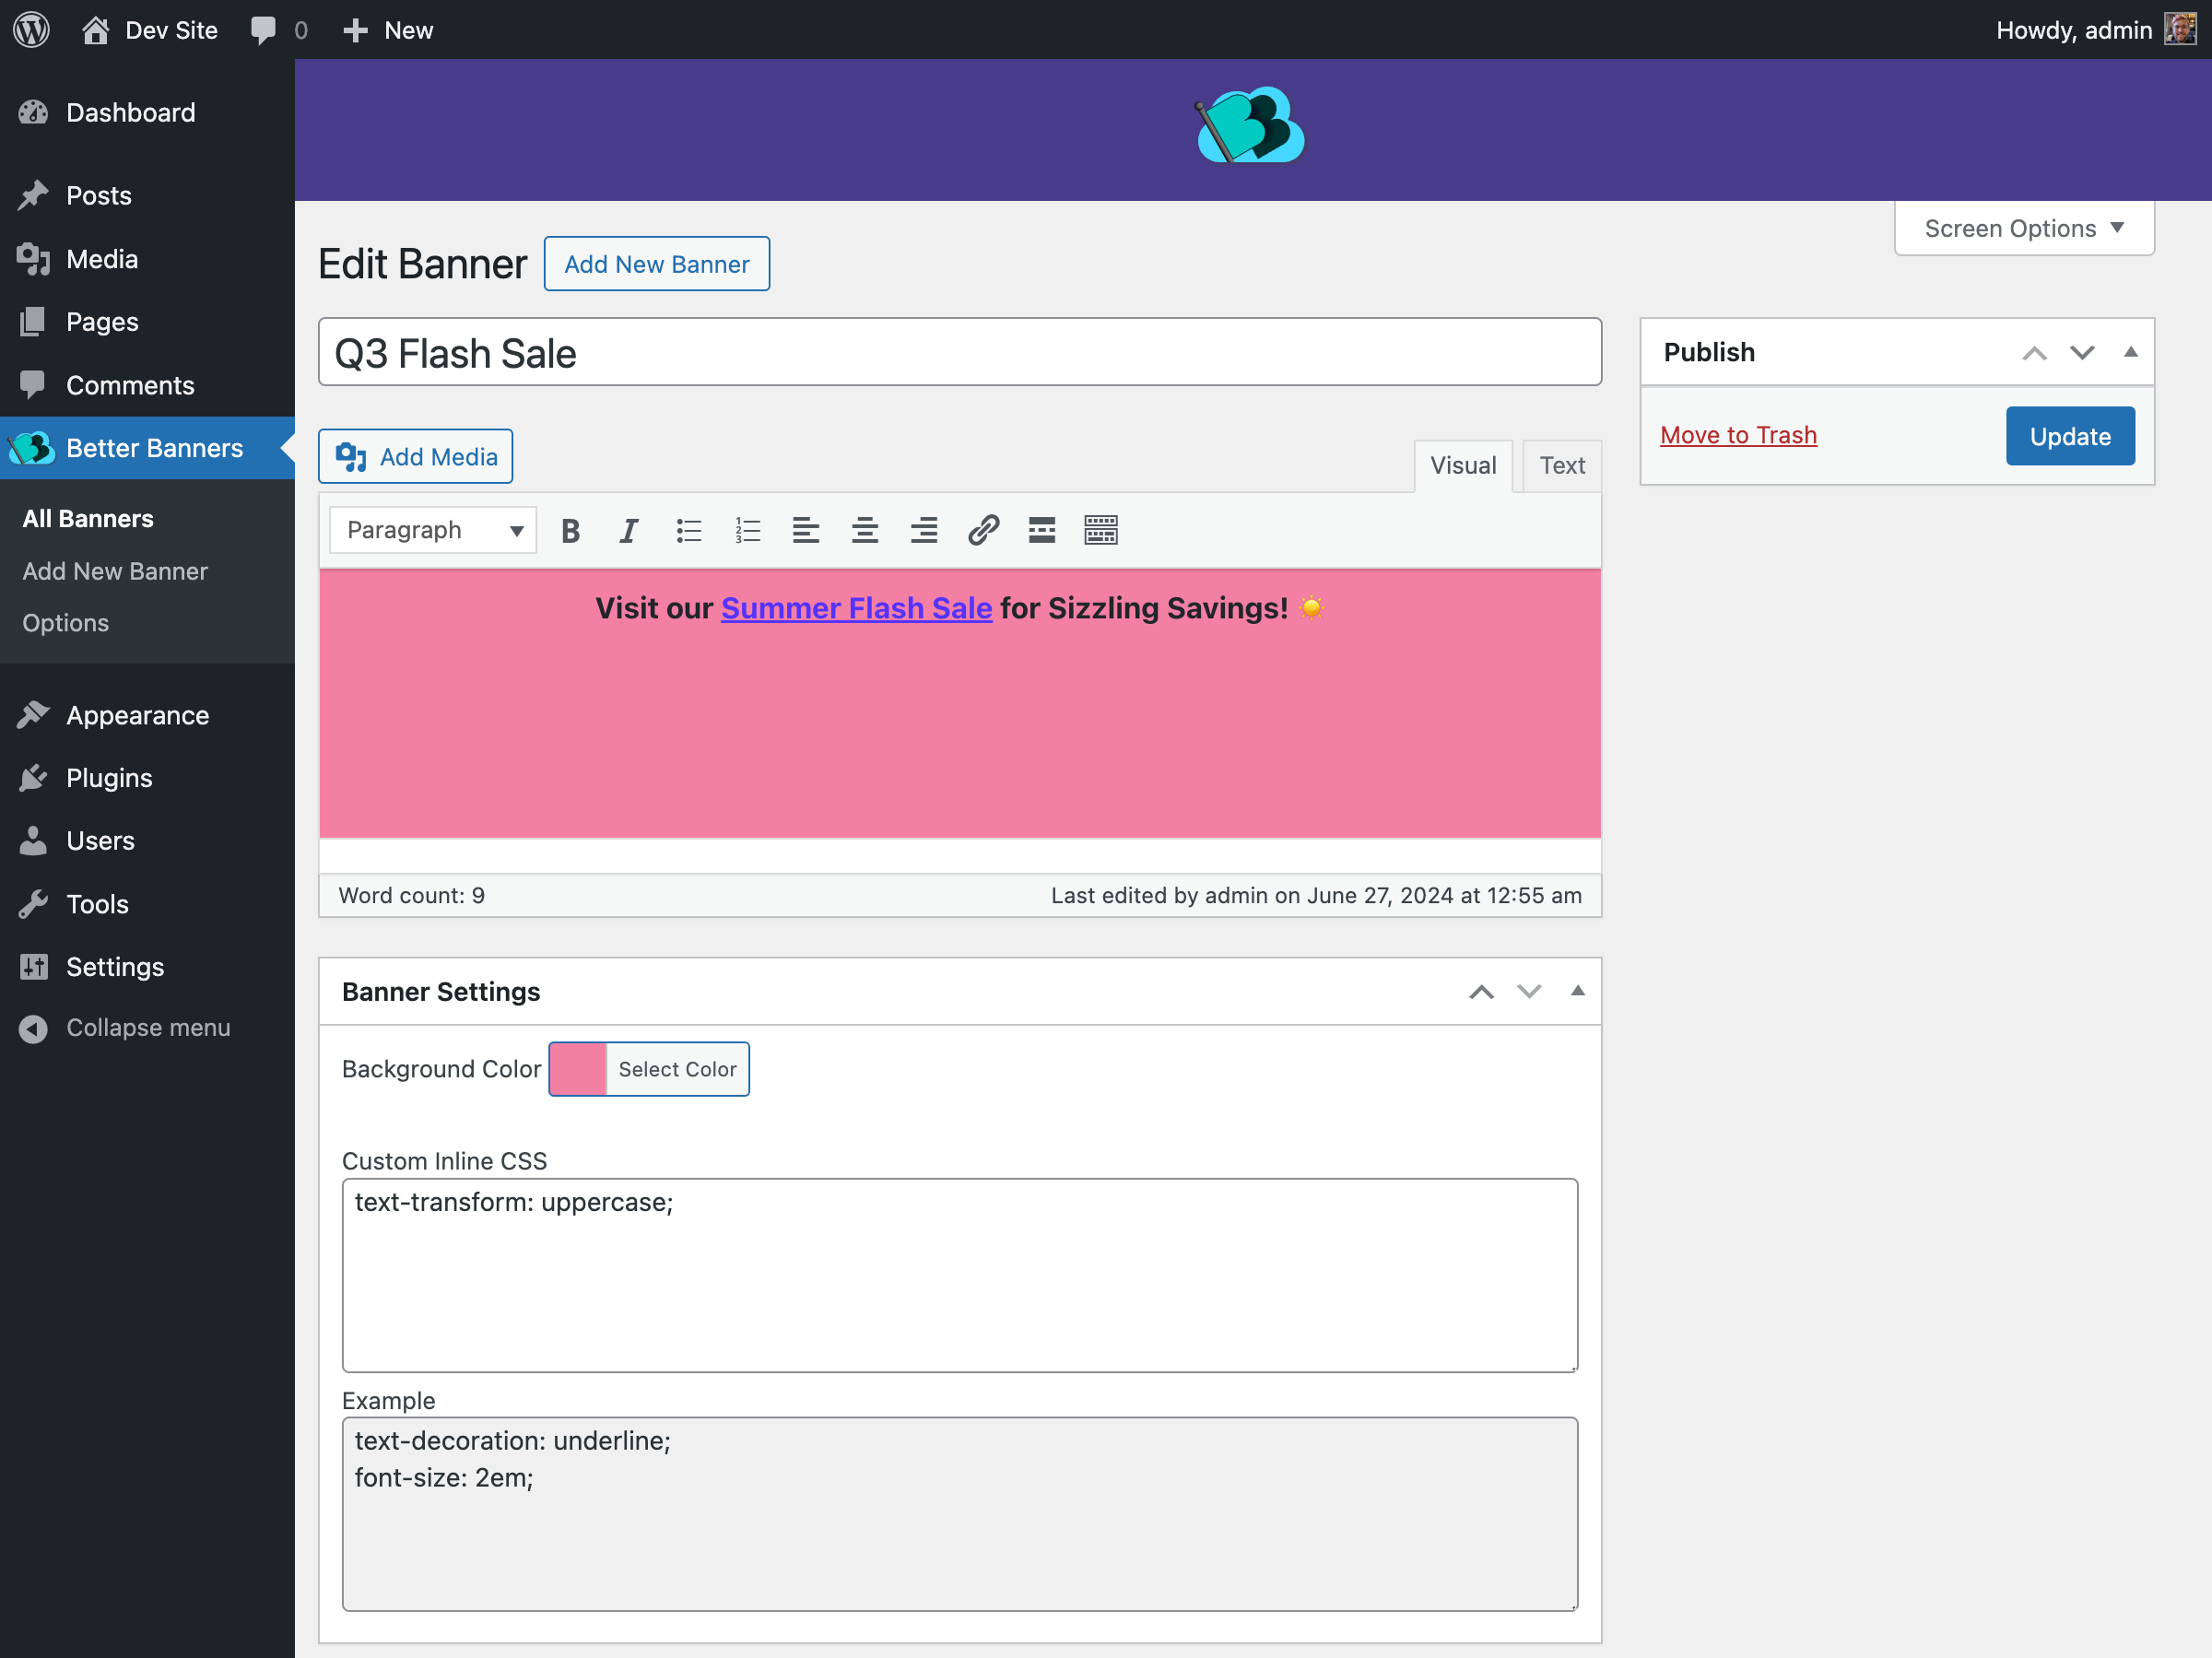 Dev Site 0 New Howdy, admin
Dashboard
Posts
Media
Pages
Comments
Better Banners
All Banners
Add New Banner
Options
Appearance
Plugins
Users
Tools
Settings
Collapse menu
Screen Options
Edit Banner Add New Banner
Q3 Flash Sale
Add Media
Visual Text
Paragraph
Visit our Summer Flash Sale for Sizzling Savings! ☀️
Word count: 9 Last edited by admin on June 27, 2024 at 12:55 am
Banner Settings
Background Color Select Color
Custom Inline CSS
text-transform: uppercase;
Example
text-decoration: underline;
font-size: 2em;
Publish
Move to Trash Update